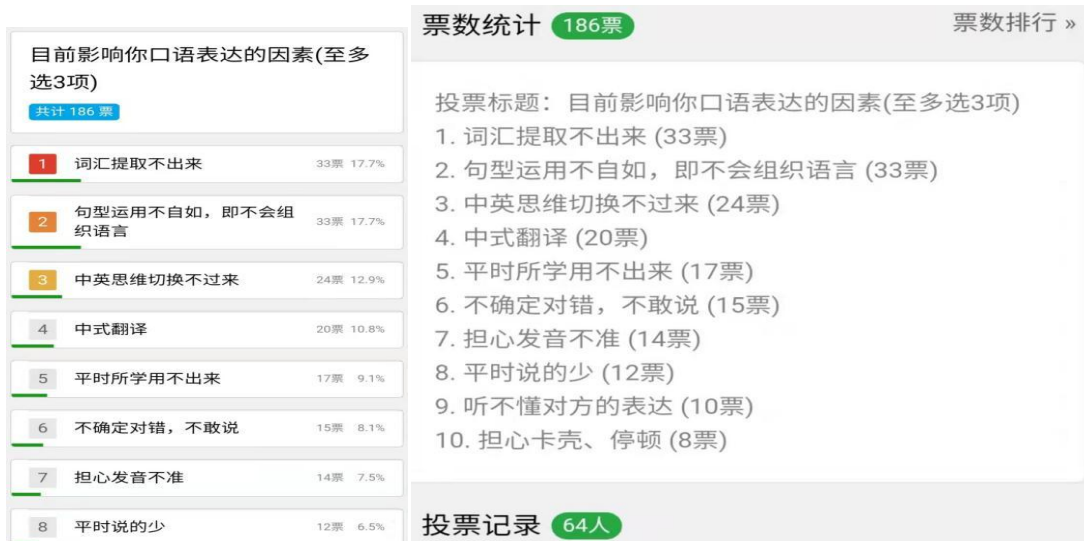 目前影响你口语表达的因素(至多
选3项)
共计 186 票
1 词汇提取不出来 33票 17.7%
2 句型运用不自如，即不会组
织语言 33票 17.7%
3 中英思维切换不过来 24票 12.9%
4 中式翻译 20票 10.8%
5 平时所学用不出来 17票 9.1%
6 不确定对错，不敢说 15票 8.1%
7 担心发音不准 14票 7.5%
8 平时说的少 12票 6.5%
票数统计 186票 票数排行 »
投票标题：目前影响你口语表达的因素(至多选3项)
1. 词汇提取不出来 (33票)
2. 句型运用不自如，即不会组织语言 (33票)
3. 中英思维切换不过来 (24票)
4. 中式翻译 (20票)
5. 平时所学用不出来 (17票)
6. 不确定对错，不敢说 (15票)
7. 担心发音不准 (14票)
8. 平时说的少 (12票)
9. 听不懂对方的表达 (10票)
10. 担心卡壳、停顿 (8票)
投票记录 64人